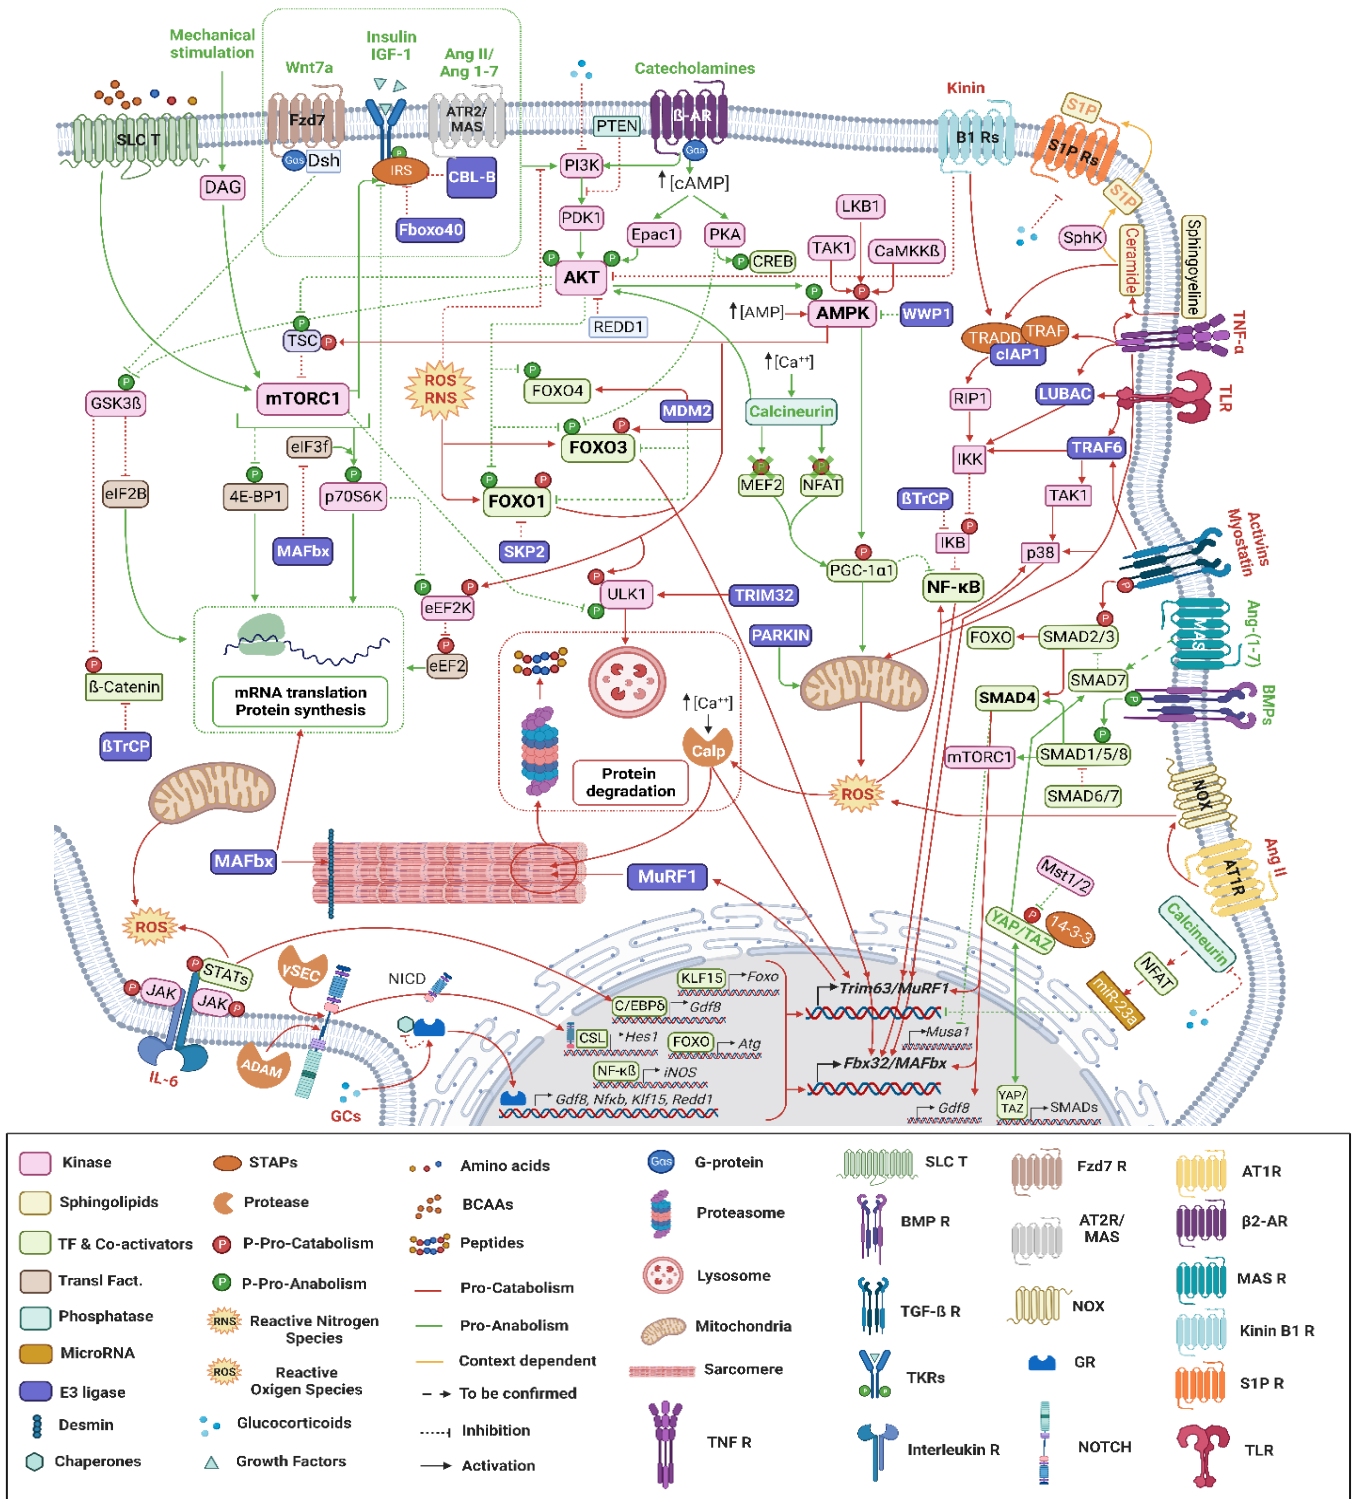 Mechanical
stimulation
Insulin
IGF-1
Ang II/
Ang 1-7
Wnt7a
Catecholamines
Kinin
SLC T
Fzd7
ATR2/
MAS
PTEN
ß-AR
B1 Rs
S1P Rs
S1P
Gαs
Dsh
P
IRS
CBL-B
DAG
PI3K
Gαs
[cAMP]
S1P
Fboxo40
PDK1
LKB1
Epac1
PKA
TAK1
CaMKKß
SphK
Ceramide
Sphingoyeline
P
P
AKT
P
CREB
P
P
[AMP]
AMPK
WWP1
REDD1
P
TSC
P
TRADD
TRAF
cIAP1
TNF-α
ROS
RNS
[Ca⁺⁺]
P
GSK3ß
mTORC1
P
FOXO4
MDM2
Calcineurin
RIP1
LUBAC
TLR
eIF3f
P
P
FOXO3
IKK
TRAF6
P
P
P
P
P
P
eIF2B
4E-BP1
p70S6K
FOXO1
MEF2
NFAT
ßTrCP
TAK1
P
MAFbx
SKP2
P
IKB
p38
Activins
Myostatin
P
PGC-1α1
NF-κB
P
P
P
eEF2K
ULK1
P
TRIM32
P
P
PARKIN
FOXO
SMAD2/3
MAS
Ang-(1-7)
P
eEF2
P
ß-Catenin
mRNA translation
Protein synthesis
SMAD7
SMAD4
P
BMPs
[Ca⁺⁺]
ßTrCP
Calp
P
mTORC1
SMAD1/5/8
Protein
degradation
ROS
SMAD6/7
NOX
MAFbx
MuRF1
Ang II
AT1R
Mst1/2
ROS
P
YAP/TAZ
14-3-3
Calcineurin
P
STATs
γSEC
NICD
NFAT
miR-23a
P
JAK
JAK
P
KLF15
Foxo
Trim63/MuRF1
C/EBPδ
Gdf8
CSL
Hes1
FOXO
Atg
Musa1
IL-6
ADAM
Fbx32/MAFbx
NF-κß
iNOS
GCs
Gdf8, Nfκb, Klf15, Redd1
Gdf8
YAP/
TAZ
SMADs
Kinase
STAPs
Amino acids
Gαs
G-protein
SLC T
Fzd7 R
AT1R
Sphingolipids
Protease
BCAAs
Proteasome
BMP R
AT2R/
MAS
β2-AR
TF & Co-activators
P
P-Pro-Catabolism
Peptides
Transl Fact.
P
P-Pro-Anabolism
Pro-Catabolism
Lysosome
MAS R
Phosphatase
RNS
Reactive Nitrogen
Species
Pro-Anabolism
Mitochondria
TGF-ß R
NOX
Kinin B1 R
MicroRNA
ROS
Reactive
Oxigen Species
Context dependent
Sarcomere
TKRs
P
P
GR
S1P R
E3 ligase
To be confirmed
Desmin
Glucocorticoids
Inhibition
TNF R
Interleukin R
NOTCH
TLR
Chaperones
Growth Factors
Activation